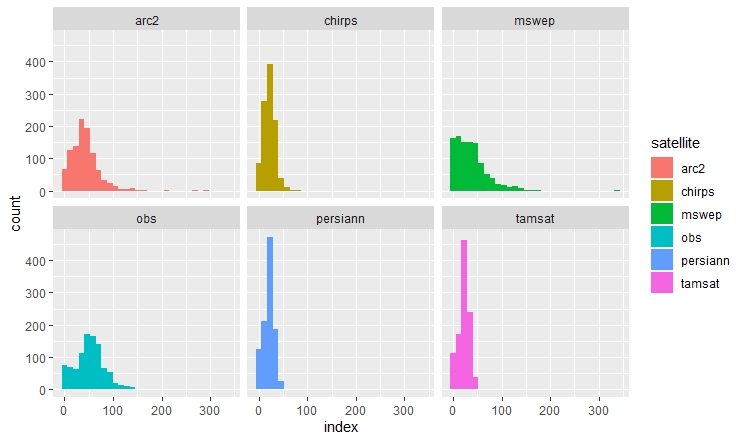 arc2 chirps mswep
400
300
200
100
0
obs persiann tamsat
400
300
200
100
0
0 100 200 300 0 100 200 300 0 100 200 300
index
count
satellite
arc2
chirps
mswep
obs
persiann
tamsat